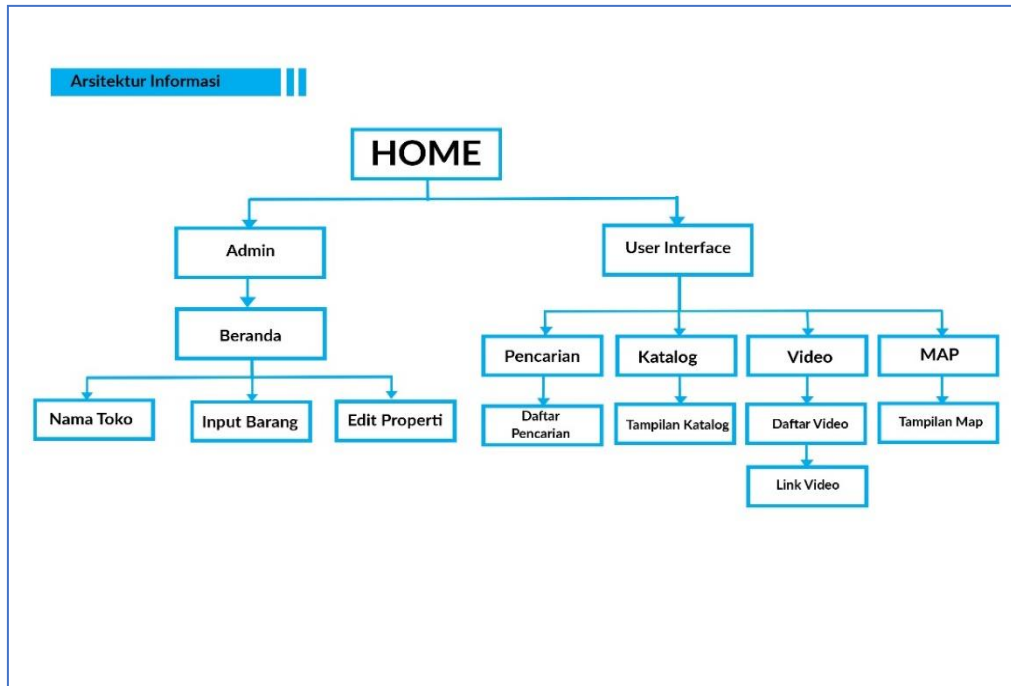 Arsitektur Informasi
HOME
Admin
User Interface
Beranda
Pencarian
Katalog
Video
MAP
Nama Toko
Input Barang
Edit Properti
Daftar
Pencarian
Tampilan Katalog
Daftar Video
Tampilan Map
Link Video